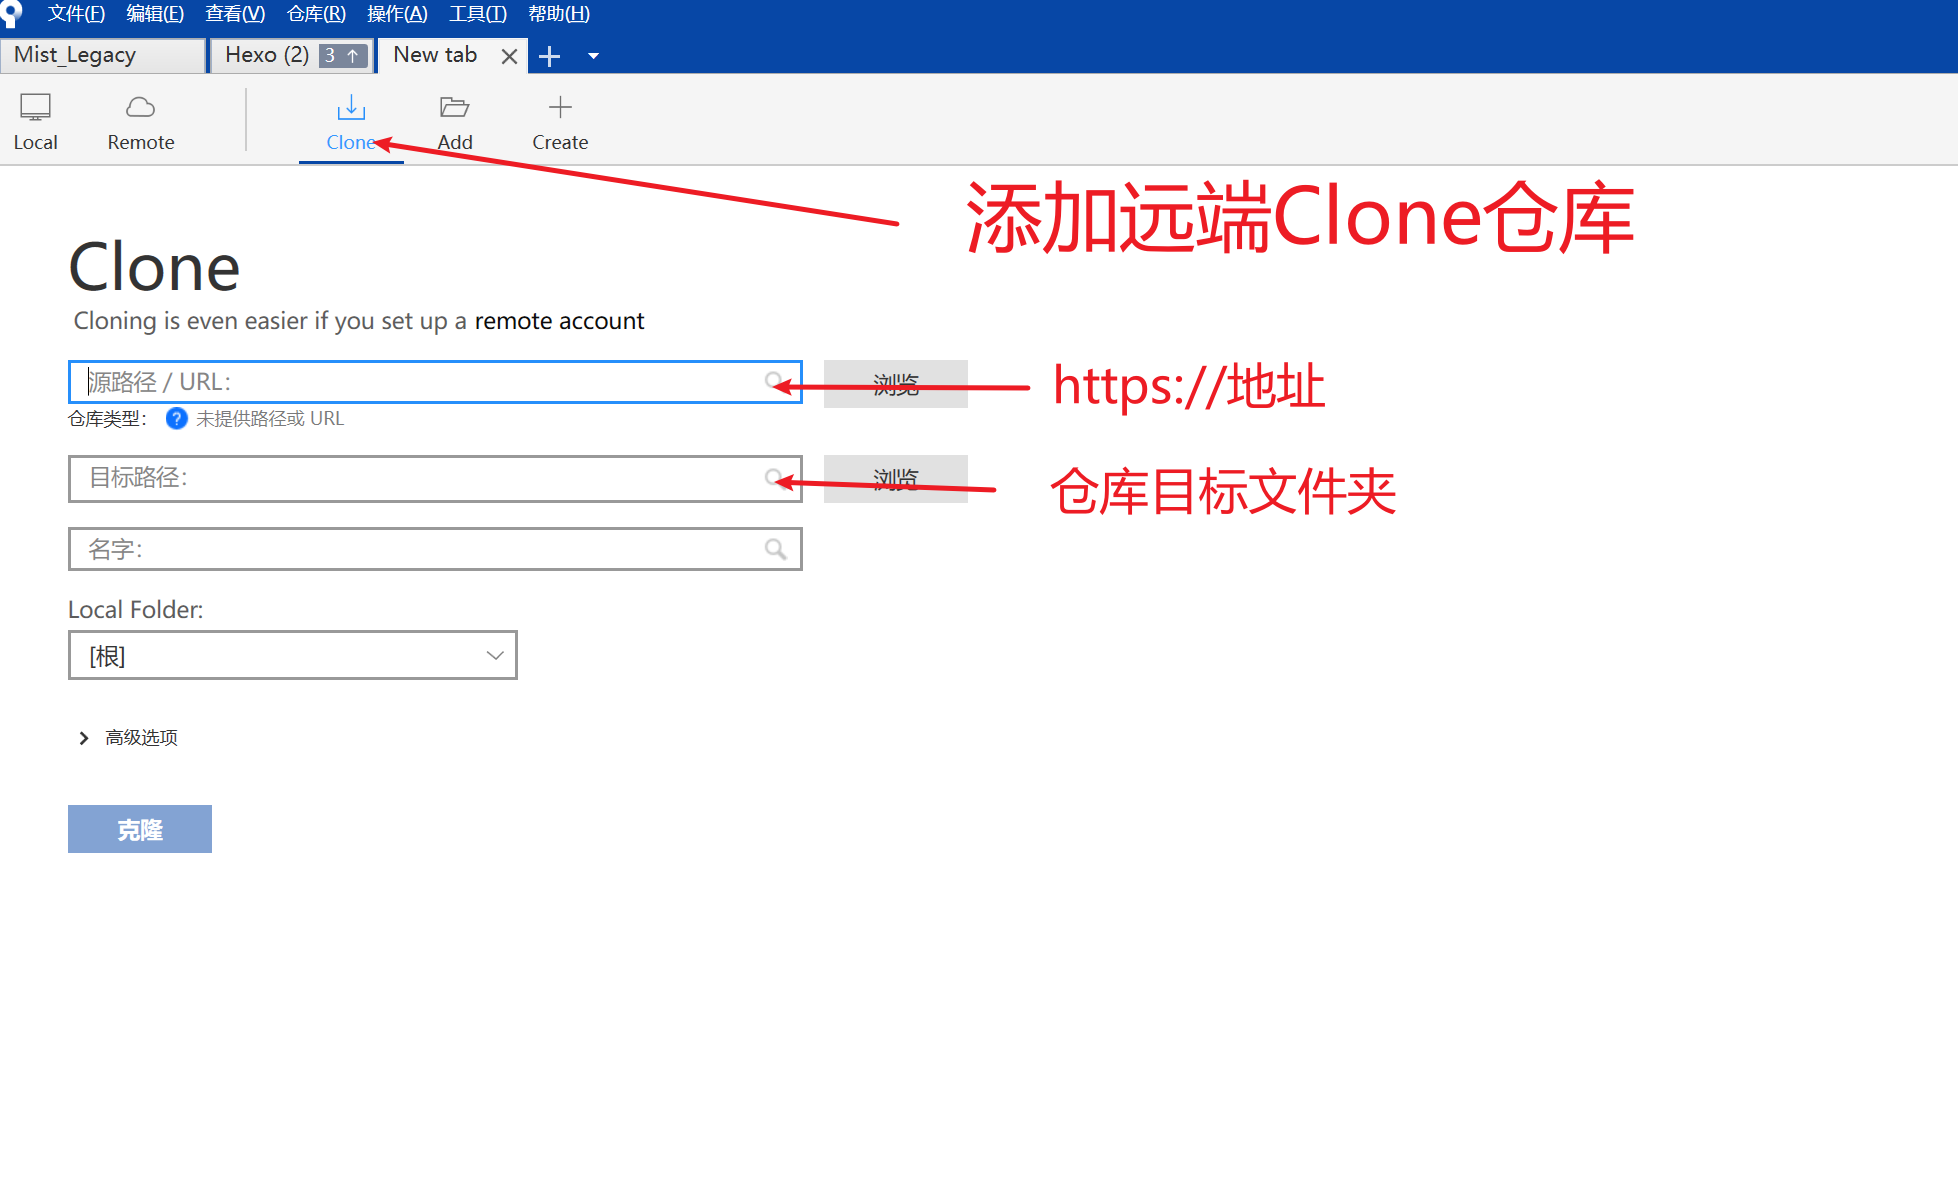 文件(F) 编辑(E) 查看(V) 仓库(R) 操作(A) 工具(T) 帮助(H)
Mist_Legacy Hexo (2) 3 ↑ New tab
Local Remote Clone Add Create
添加远端Clone仓库
Clone
Cloning is even easier if you set up a remote account
源路径 / URL: 浏览 https://地址
仓库类型: ? 未提供路径或 URL
目标路径: 浏览 仓库目标文件夹
名字:
Local Folder:
[根]
高级选项
克隆